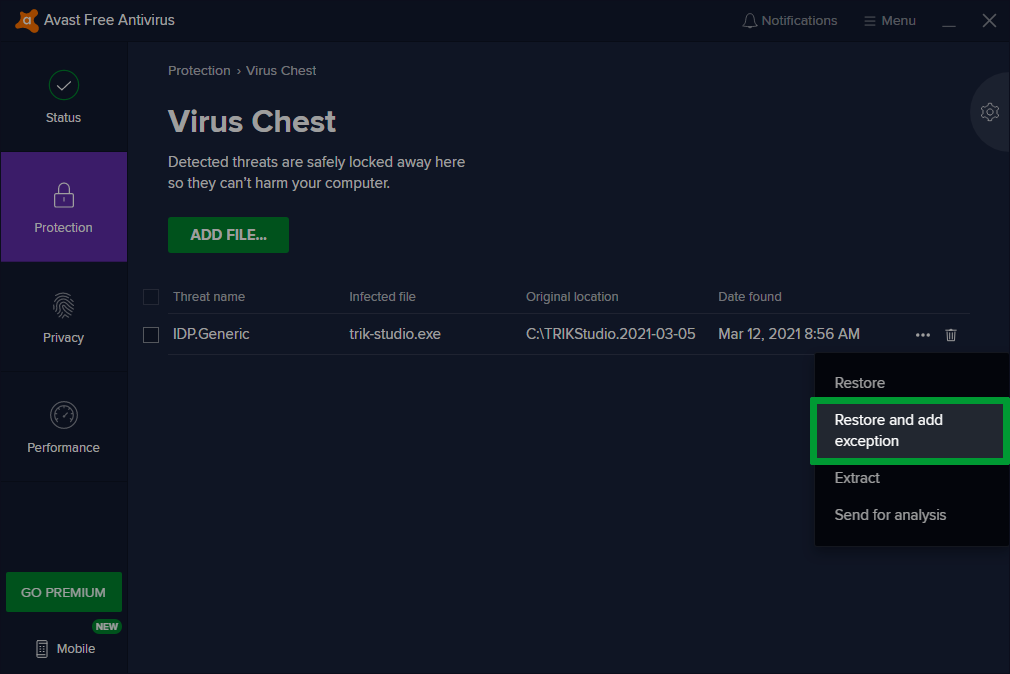 Avast Free Antivirus
Notifications
Menu
Status
Protection
Privacy
Performance
GO PREMIUM
NEW
Mobile
Protection › Virus Chest
Virus Chest
Detected threats are safely locked away here
so they can’t harm your computer.
ADD FILE...
Threat name Infected file Original location Date found
IDP.Generic trik-studio.exe C:\TRIKStudio.2021-03-05 Mar 12, 2021 8:56 AM
Restore
Restore and add
exception
Extract
Send for analysis